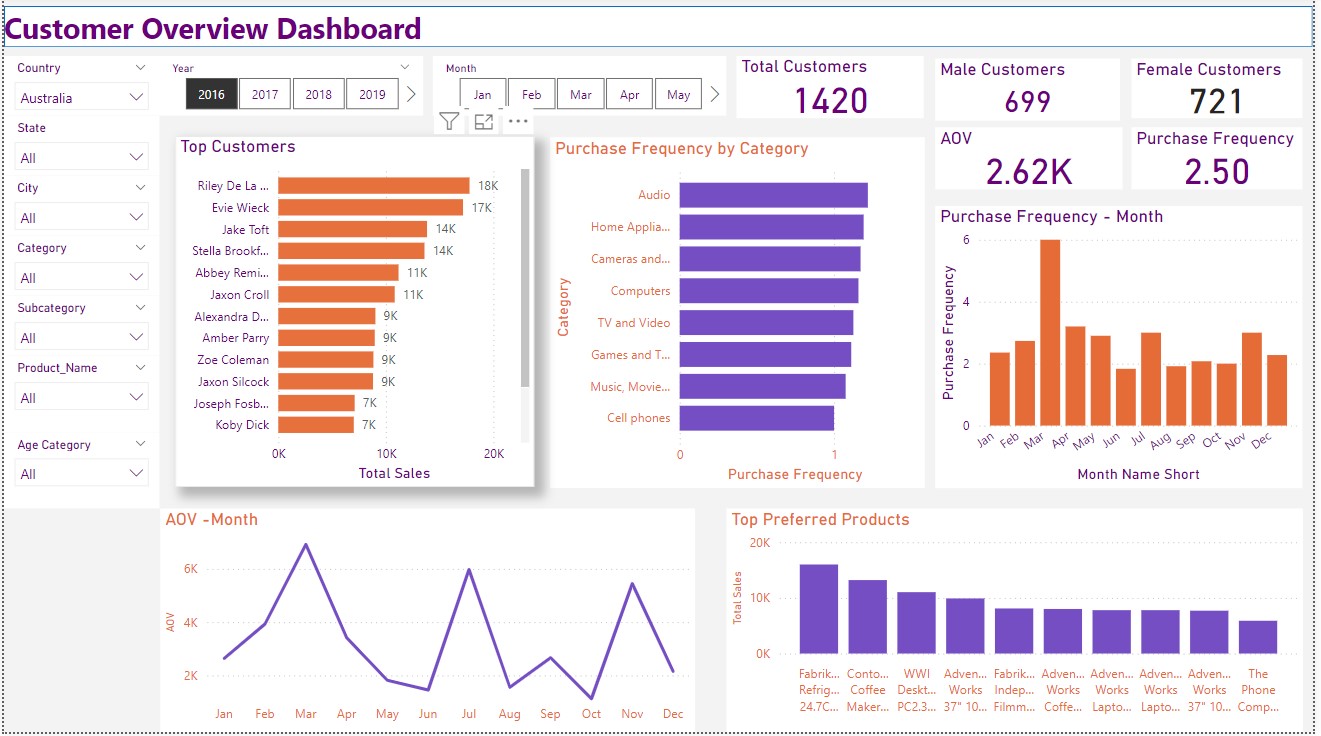 Customer Overview Dashboard
Country
Australia
State
All
City
All
Category
All
Subcategory
All
Product_Name
All
Age Category
All
Year
2016 2017 2018 2019
Month
Jan Feb Mar Apr May
Total Customers
1420
Male Customers
699
Female Customers
721
AOV
2.62K
Purchase Frequency
2.50
Top Customers
Riley De La ... 18K
Evie Wieck 17K
Jake Toft 14K
Stella Brookf... 14K
Abbey Remi... 11K
Jaxon Croll 11K
Alexandra D... 9K
Amber Parry 9K
Zoe Coleman 9K
Jaxon Silcock 9K
Joseph Fosb... 7K
Koby Dick 7K
0K 10K 20K
Total Sales
Purchase Frequency by Category
Category
Audio
Home Applia...
Cameras and...
Computers
TV and Video
Games and T...
Music, Movie...
Cell phones
0 1
Purchase Frequency
Purchase Frequency - Month
Purchase Frequency
6
4
2
0
Jan Feb Mar Apr May Jun Jul Aug Sep Oct Nov Dec
Month Name Short
AOV -Month
AOV
6K
4K
2K
Jan Feb Mar Apr May Jun Jul Aug Sep Oct Nov Dec
Top Preferred Products
Total Sales
20K
10K
0K
Fabrik... Conto... WWI Adven... Fabrik... Adven... Adven... Adven... Adven... The
Refrig... Coffee Deskt... Works Indep... Works Works Works Works Phone
24.7C... Maker... PC2.3... 37" 10... Filmm... Coffe... Lapto... Lapto... 37" 10... Comp...